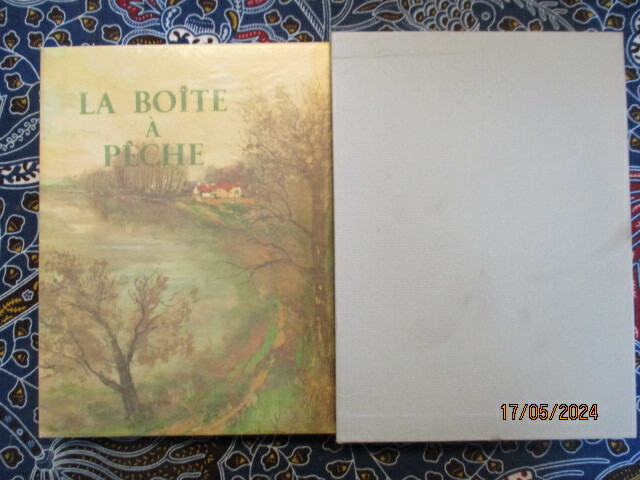 LA BOÎTE
À
PÊCHE
17/05/2024